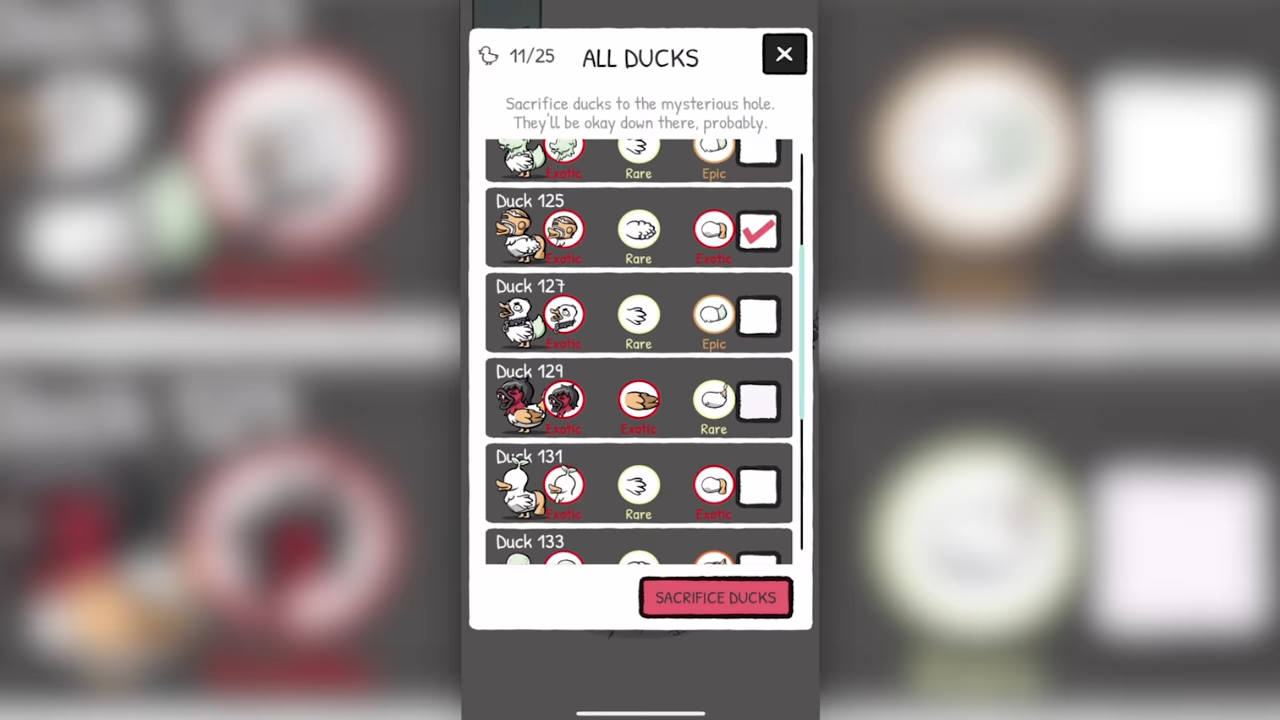 11/25
ALL DUCKS
Sacrifice ducks to the mysterious hole.
They'll be okay down there, probably.
Exotic Rare Epic
Duck 125
Exotic Rare Exotic
Duck 127
Exotic Rare Epic
Duck 129
Exotic Exotic Rare
Duck 131
Exotic Rare Exotic
Duck 133
SACRIFICE DUCKS